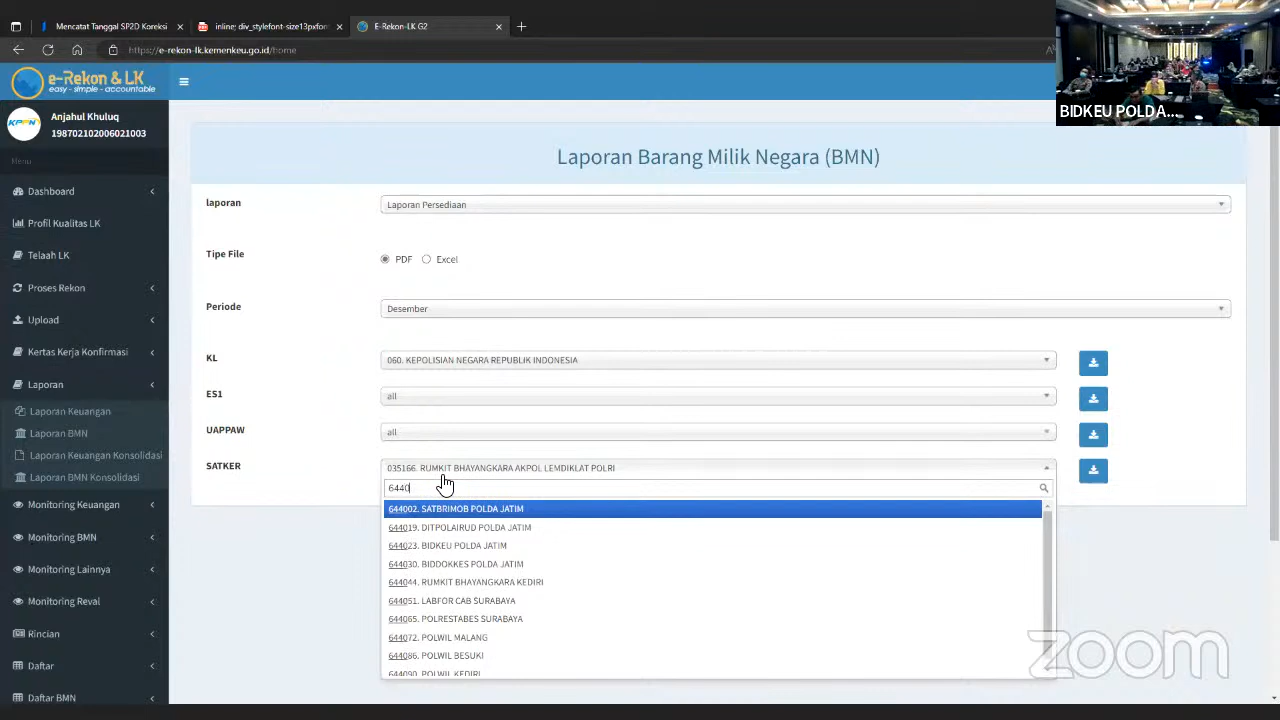 Mencatat Tanggal SP2D Koreksi
inline; div_stylefont-size13pxfon
E-Rekon-LK G2
https://e-rekon-lk.kemenkeu.go.id/home
BIDKEU POLDA...
e-Rekon & LK
easy - simple - accountable
KPPN
Anjahul Khuluq
198702102006021003
Menu
Dashboard
Profil Kualitas LK
Telaah LK
Proses Rekon
Upload
Kertas Kerja Konfirmasi
Laporan
Laporan Keuangan
Laporan BMN
Laporan Keuangan Konsolidasi
Laporan BMN Konsolidasi
Monitoring Keuangan
Monitoring BMN
Monitoring Lainnya
Monitoring Reval
Rincian
Daftar
Daftar BMN
Laporan Barang Milik Negara (BMN)
laporan
Laporan Persediaan
Tipe File
PDF
Excel
Periode
Desember
KL
060. KEPOLISIAN NEGARA REPUBLIK INDONESIA
ES1
all
UAPPAW
all
SATKER
035166. RUMKIT BHAYANGKARA AKPOL LEMDIKLAT POLRI
6440
644002. SATBRIMOB POLDA JATIM
644019. DITPOLAIRUD POLDA JATIM
644023. BIDKEU POLDA JATIM
644030. BIDDOKKES POLDA JATIM
644044. RUMKIT BHAYANGKARA KEDIRI
644051. LABFOR CAB SURABAYA
644065. POLRESTABES SURABAYA
644072. POLWIL MALANG
644086. POLWIL BESUKI
644090. POLWIL KEDIRI
zoom